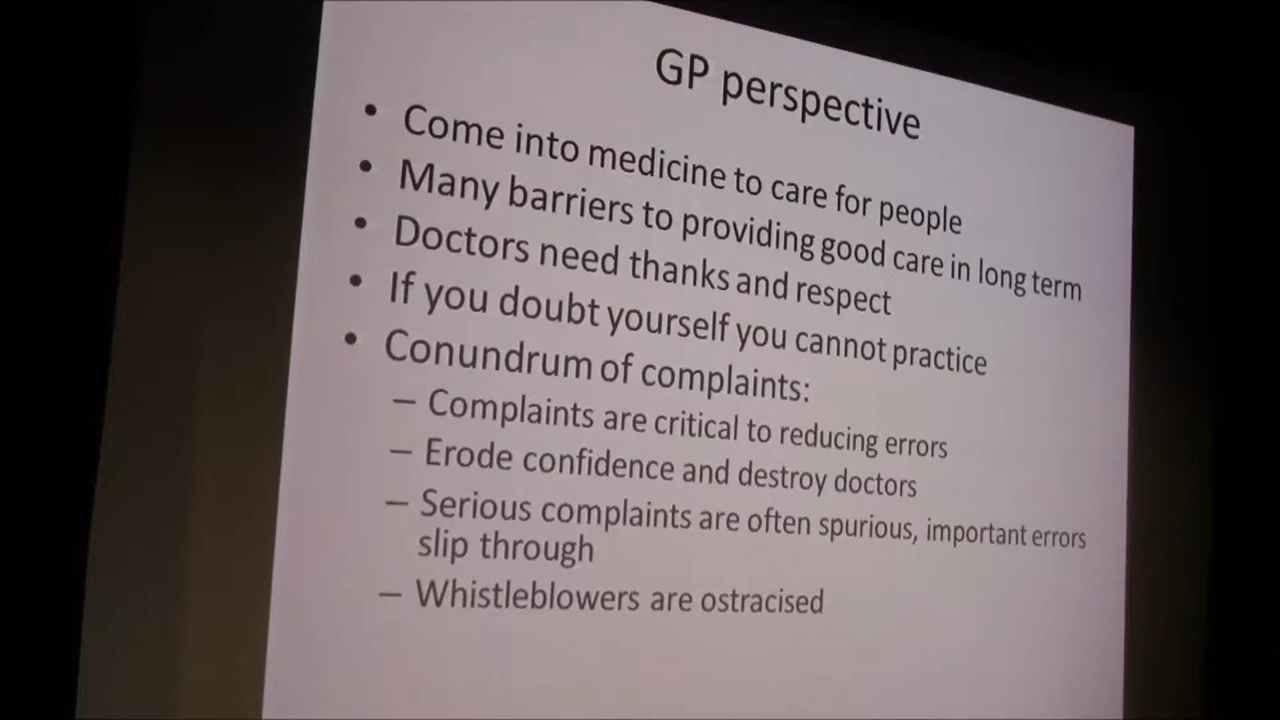 GP perspective
• Come into medicine to care for people
• Many barriers to providing good care in long term
• Doctors need thanks and respect
• If you doubt yourself you cannot practice
• Conundrum of complaints:
– Complaints are critical to reducing errors
– Erode confidence and destroy doctors
– Serious complaints are often spurious, important errors
slip through
– Whistleblowers are ostracised